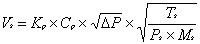 Vₛ = Kₚ × Cₚ × √ΔP × √(Tₛ / (Pₛ × Mₛ))